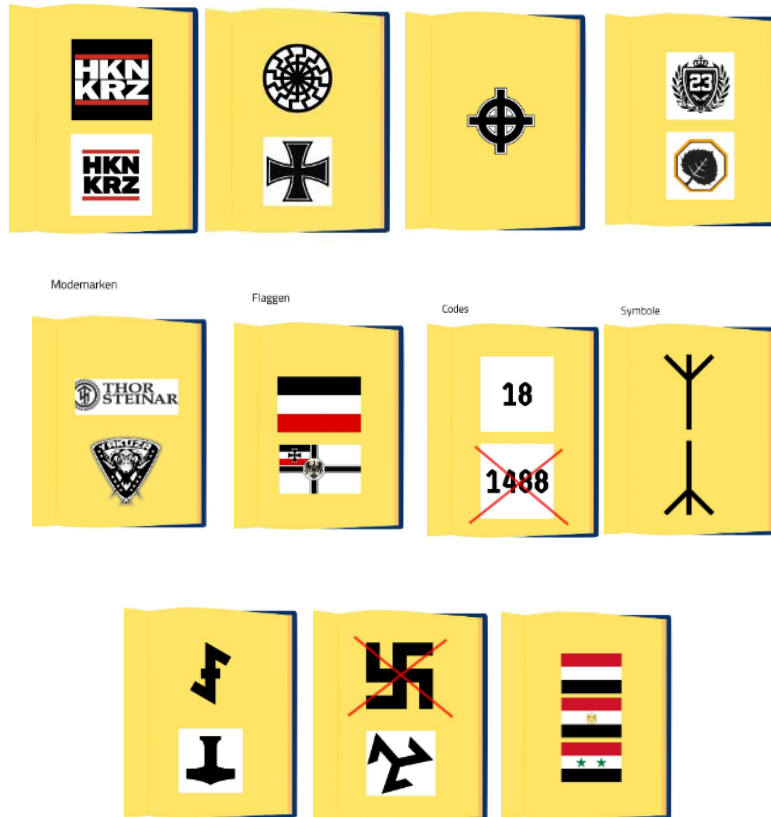 HKN
KRZ
HKN
KRZ
23
Modemarken
Flaggen
Codes
Symbole
THOR
STEINAR
YAKUZA
18
1488